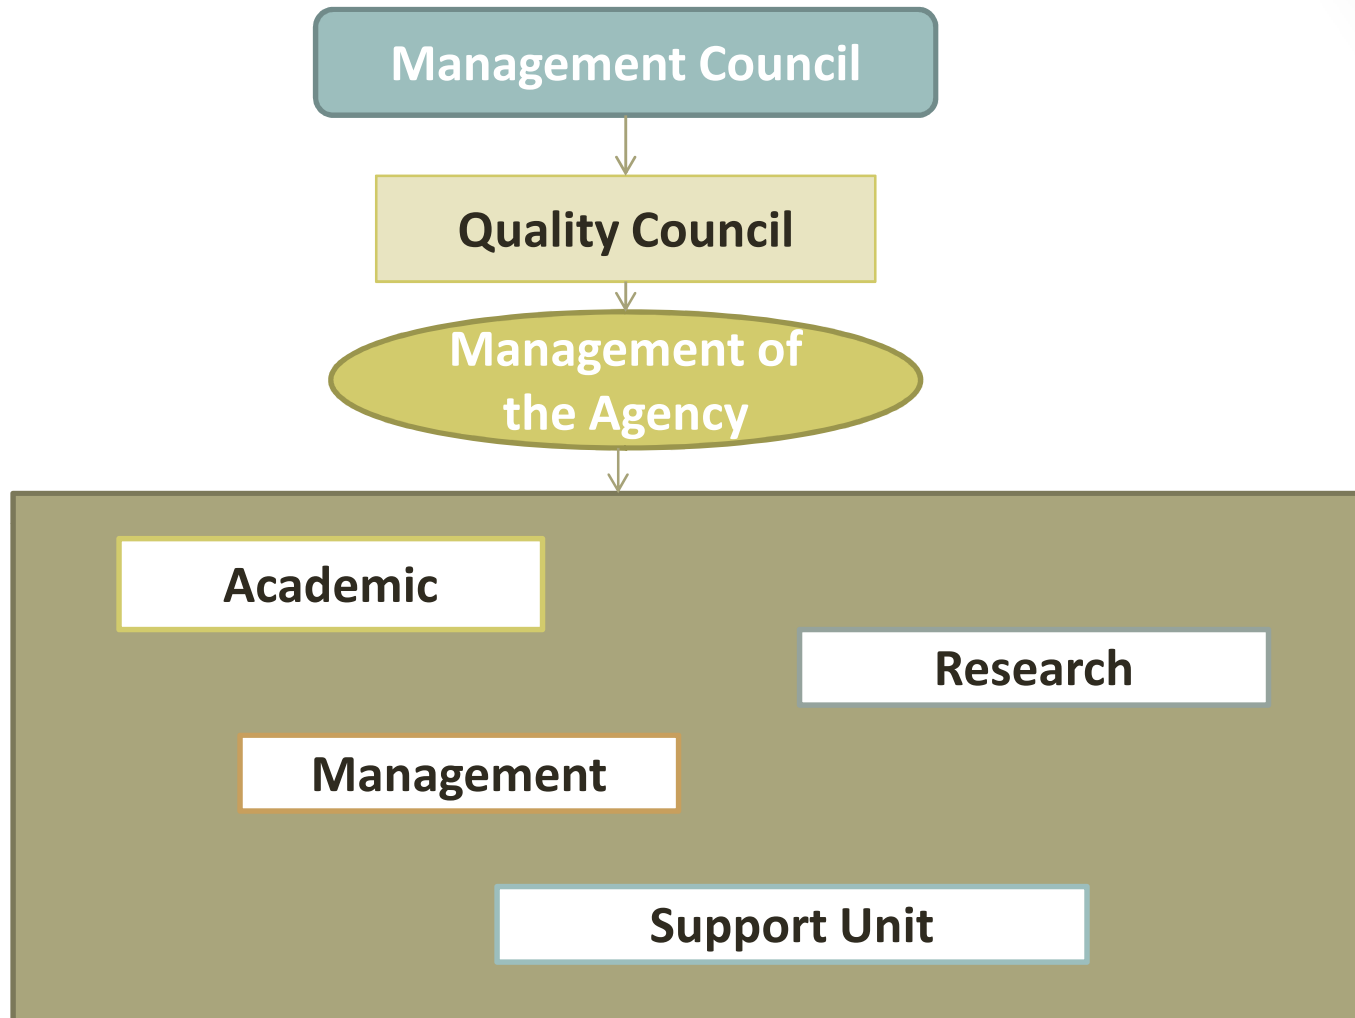 Management Council
Quality Council
Management of
the Agency
Academic
Research
Management
Support Unit